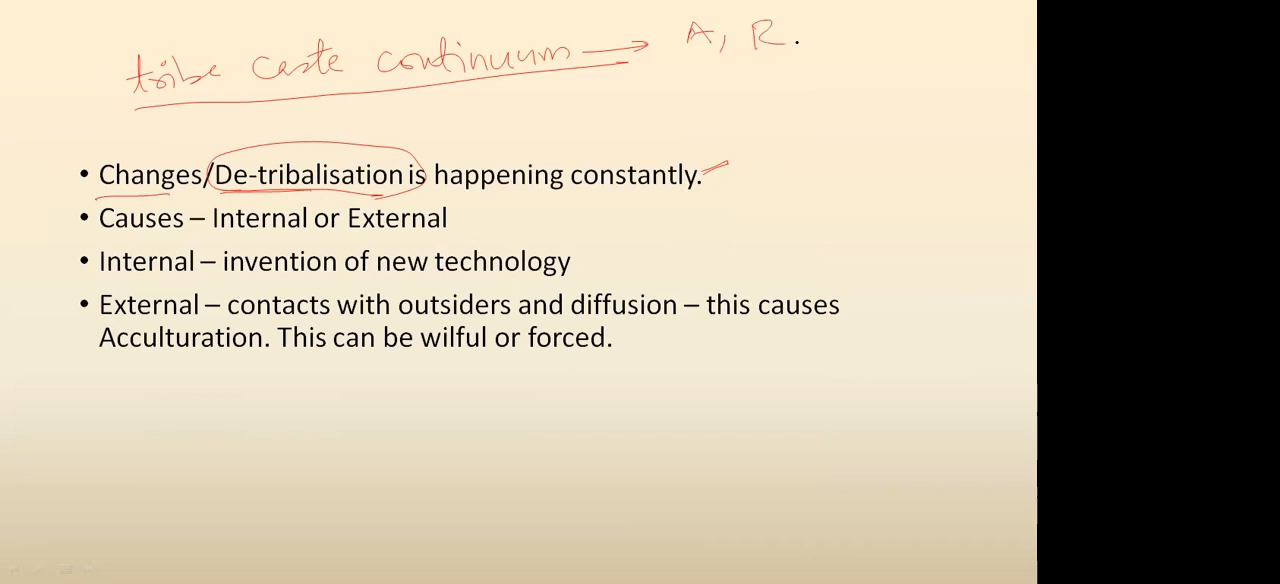 tribe caste continuum → A, R.
• Changes/De-tribalisation is happening constantly.
• Causes – Internal or External
• Internal – invention of new technology
• External – contacts with outsiders and diffusion – this causes
Acculturation. This can be wilful or forced.